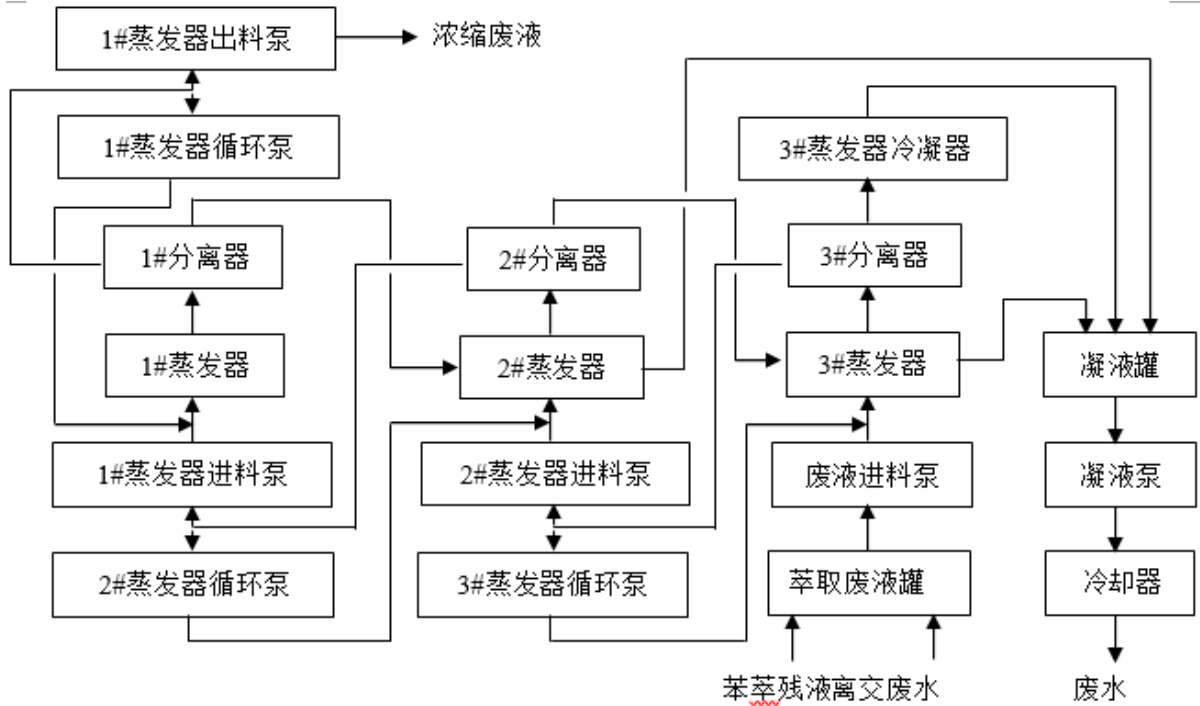 1#蒸发器出料泵
浓缩废液
1#蒸发器循环泵
3#蒸发器冷凝器
1#分离器
2#分离器
3#分离器
1#蒸发器
2#蒸发器
3#蒸发器
凝液罐
1#蒸发器进料泵
2#蒸发器进料泵
废液进料泵
凝液泵
2#蒸发器循环泵
3#蒸发器循环泵
萃取废液罐
冷却器
苯萃残液离交废水
废水